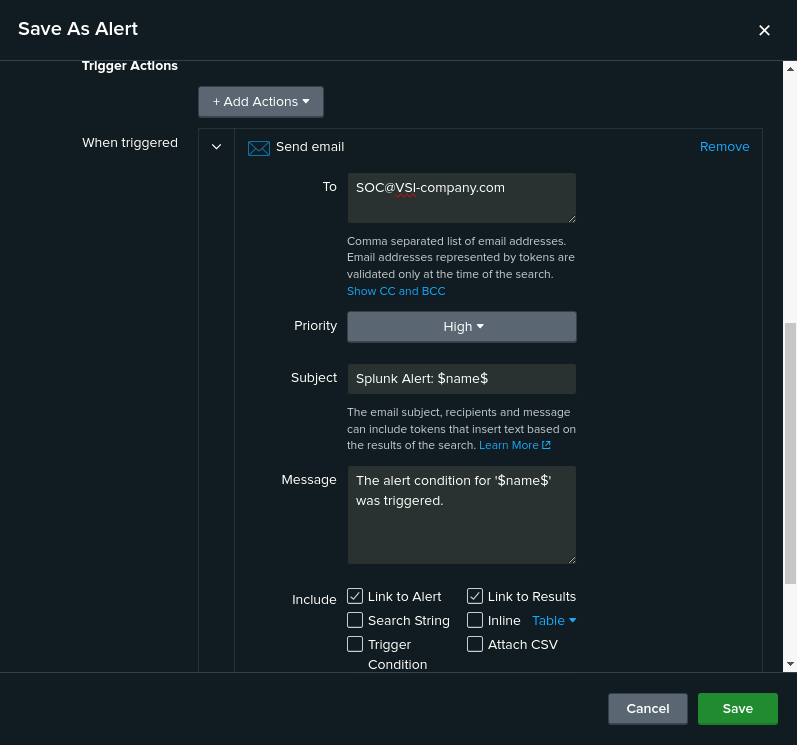 Save As Alert
Trigger Actions
+ Add Actions
When triggered
Send email
Remove
To
SOC@VSI-company.com
Comma separated list of email addresses.
Email addresses represented by tokens are
validated only at the time of the search.
Show CC and BCC
Priority
High
Subject
Splunk Alert: $name$
The email subject, recipients and message
can include tokens that insert text based on
the results of the search. Learn More
Message
The alert condition for '$name$'
was triggered.
Include
Link to Alert
Link to Results
Search String
Inline Table
Trigger
Condition
Attach CSV
Cancel
Save